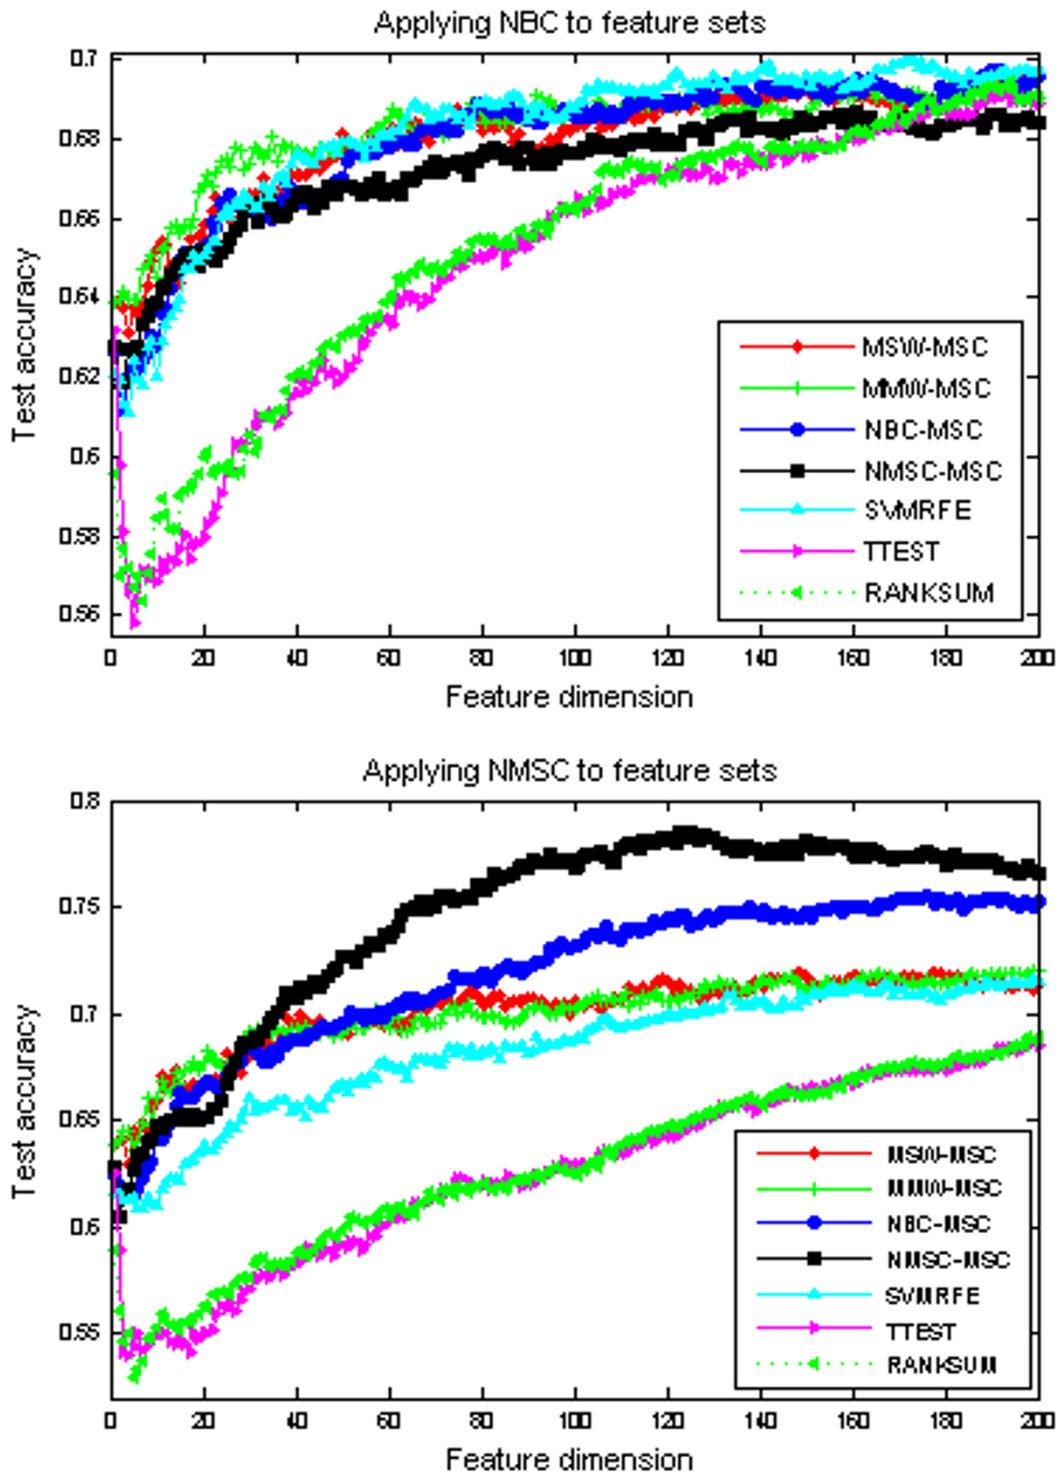 Applying NBC to feature sets
0.7
0.68
0.66
0.64
0.62
0.6
0.58
0.56
Test accuracy
MSW-MSC
MMW-MSC
NBC-MSC
NMSC-MSC
SVMRFE
TTEST
RANKSUM
0 20 40 60 80 100 120 140 160 180 200
Feature dimension
Applying NMSC to feature sets
0.8
0.75
0.7
0.65
0.6
0.55
Test accuracy
MSW-MSC
MMW-MSC
NBC-MSC
NMSC-MSC
SVMRFE
TTEST
RANKSUM
0 20 40 60 80 100 120 140 160 180 200
Feature dimension